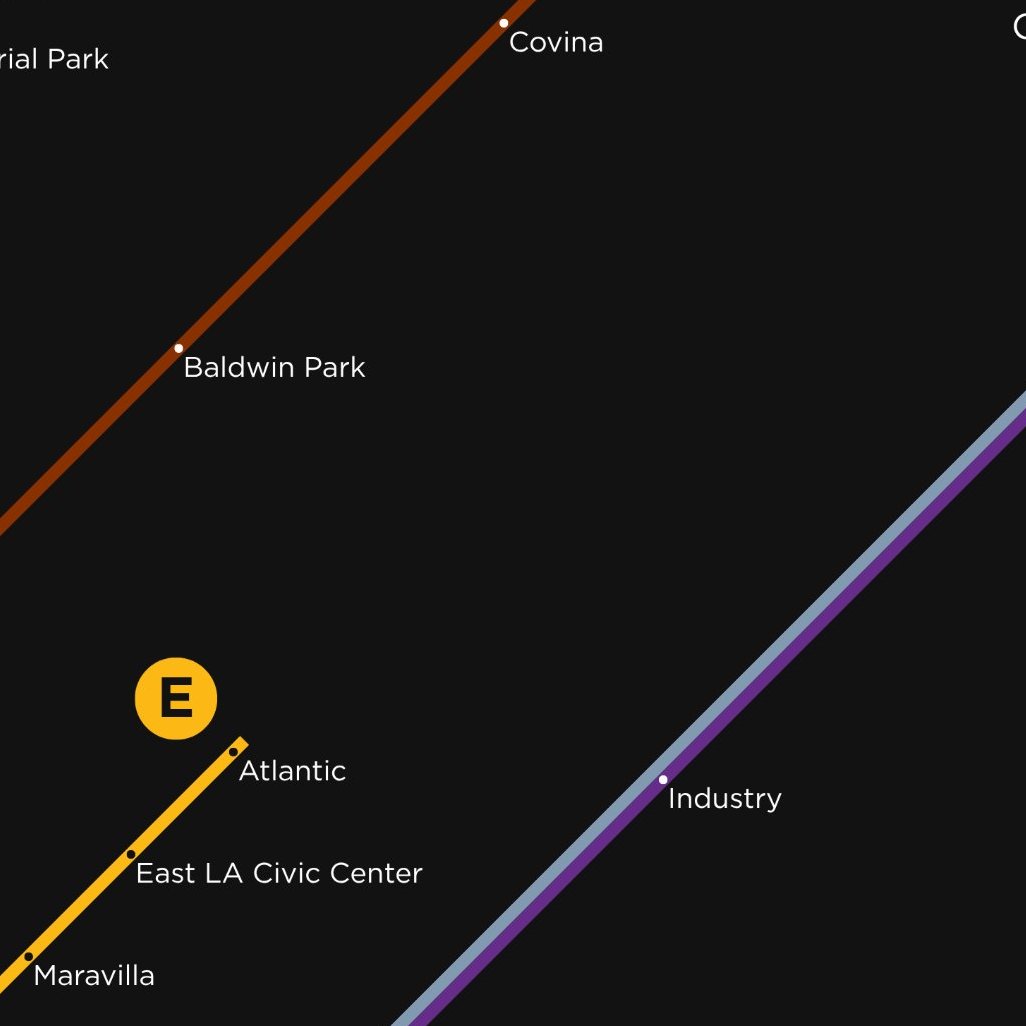 Covina
rial Park
Baldwin Park
E
Atlantic
Industry
East LA Civic Center
Maravilla